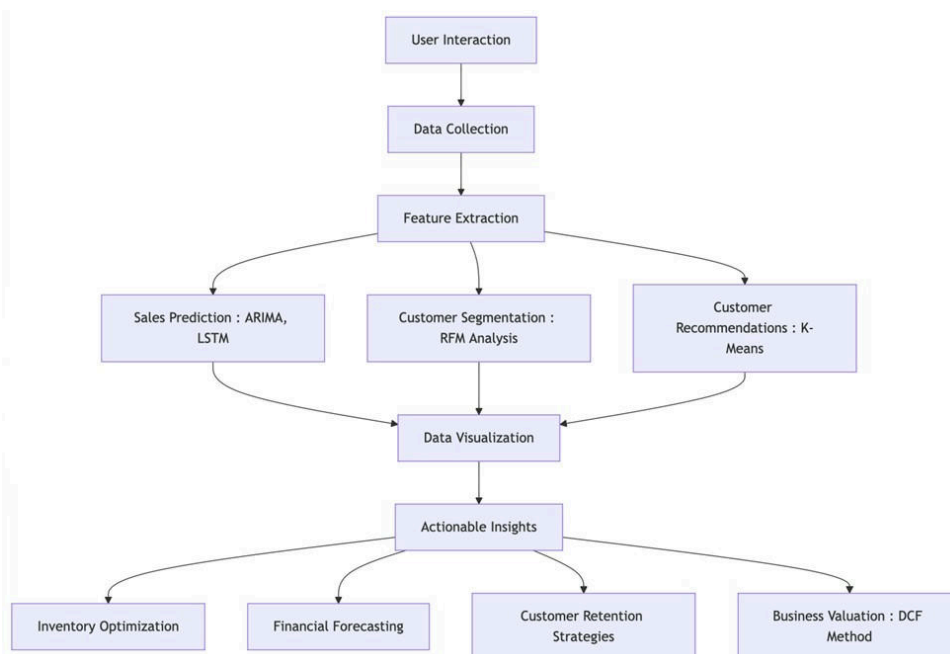 User Interaction
Data Collection
Feature Extraction
Sales Prediction : ARIMA,
LSTM
Customer Segmentation :
RFM Analysis
Customer
Recommendations : K-
Means
Data Visualization
Actionable Insights
Inventory Optimization
Financial Forecasting
Customer Retention
Strategies
Business Valuation : DCF
Method